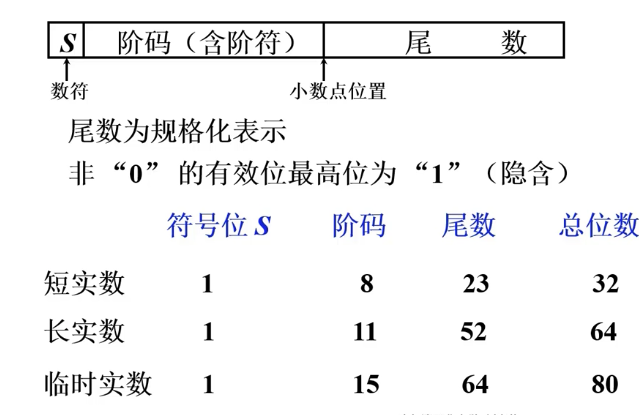 S 阶码（含阶符） 尾 数
数符 小数点位置
尾数为规格化表示
非“0”的有效位最高位为“1”（隐含）
符号位 S 阶码 尾数 总位数
短实数 1 8 23 32
长实数 1 11 52 64
临时实数 1 15 64 80